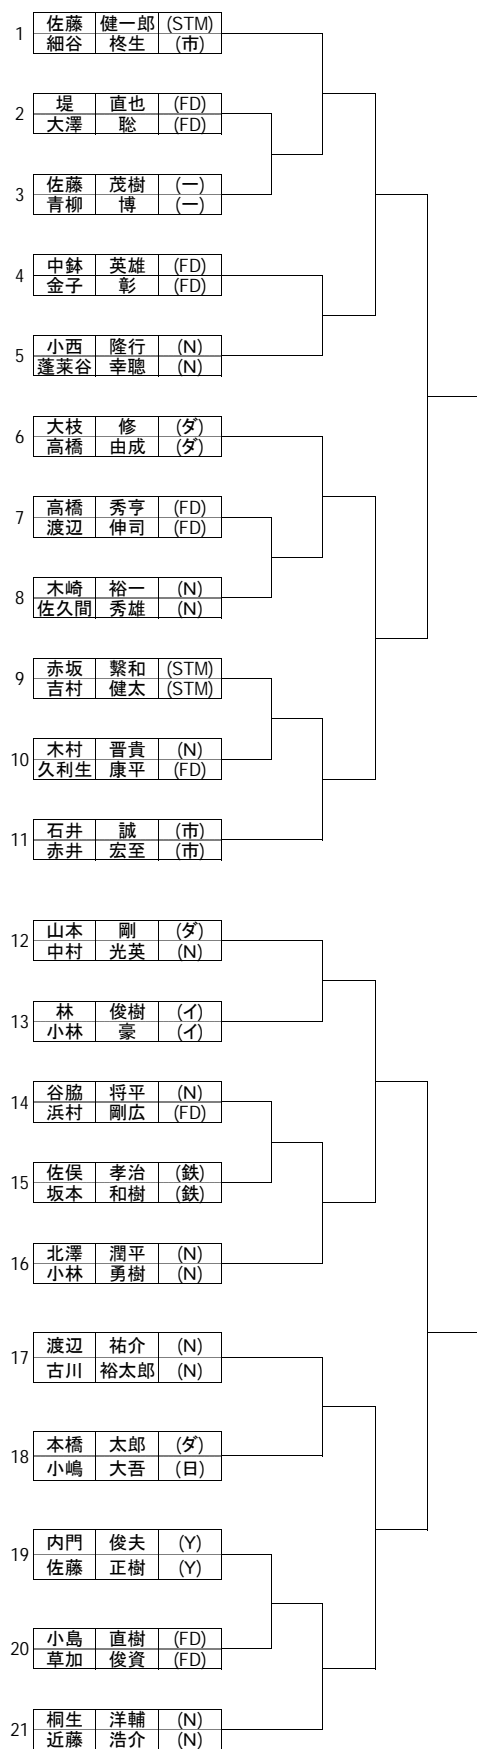 1 佐藤 健一郎 (STM)
細谷 柊生 (市)
2 堤 直也 (FD)
大澤 聡 (FD)
3 佐藤 茂樹 (一)
青柳 博 (一)
4 中鉢 英雄 (FD)
金子 彰 (FD)
5 小西 隆行 (N)
蓬莱谷 幸聰 (N)
6 大枝 修 (ダ)
高橋 由成 (ダ)
7 高橋 秀亨 (FD)
渡辺 伸司 (FD)
8 木崎 裕一 (N)
佐久間 秀雄 (N)
9 赤坂 繋和 (STM)
吉村 健太 (STM)
10 木村 晋貴 (N)
久利生 康平 (FD)
11 石井 誠 (市)
赤井 宏至 (市)
12 山本 剛 (ダ)
中村 光英 (N)
13 林 俊樹 (イ)
小林 豪 (イ)
14 谷脇 将平 (N)
浜村 剛広 (FD)
15 佐俣 孝治 (鉄)
坂本 和樹 (鉄)
16 北澤 潤平 (N)
小林 勇樹 (N)
17 渡辺 祐介 (N)
古川 裕太郎 (N)
18 本橋 太郎 (ダ)
小嶋 大吾 (日)
19 内門 俊夫 (Y)
佐藤 正樹 (Y)
20 小島 直樹 (FD)
草加 俊資 (FD)
21 桐生 洋輔 (N)
近藤 浩介 (N)